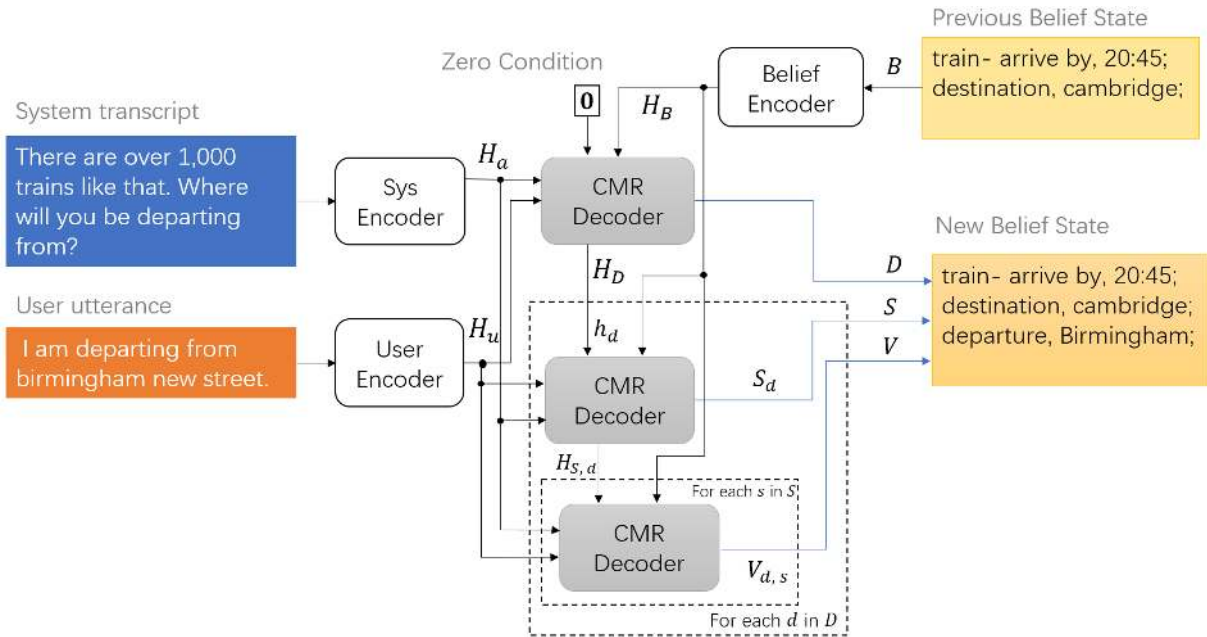 Previous Belief State
train- arrive by, 20:45;
destination, cambridge;
B
Belief
Encoder
Zero Condition
0
H_B
System transcript
There are over 1,000
trains like that. Where
will you be departing
from?
Sys
Encoder
H_a
CMR
Decoder
New Belief State
train- arrive by, 20:45;
destination, cambridge;
departure, Birmingham;
D
S
V
H_D
User utterance
I am departing from
birmingham new street.
User
Encoder
H_u
h_d
CMR
Decoder
S_d
H_{S,d}
For each s in S
CMR
Decoder
V_{d,s}
For each d in D